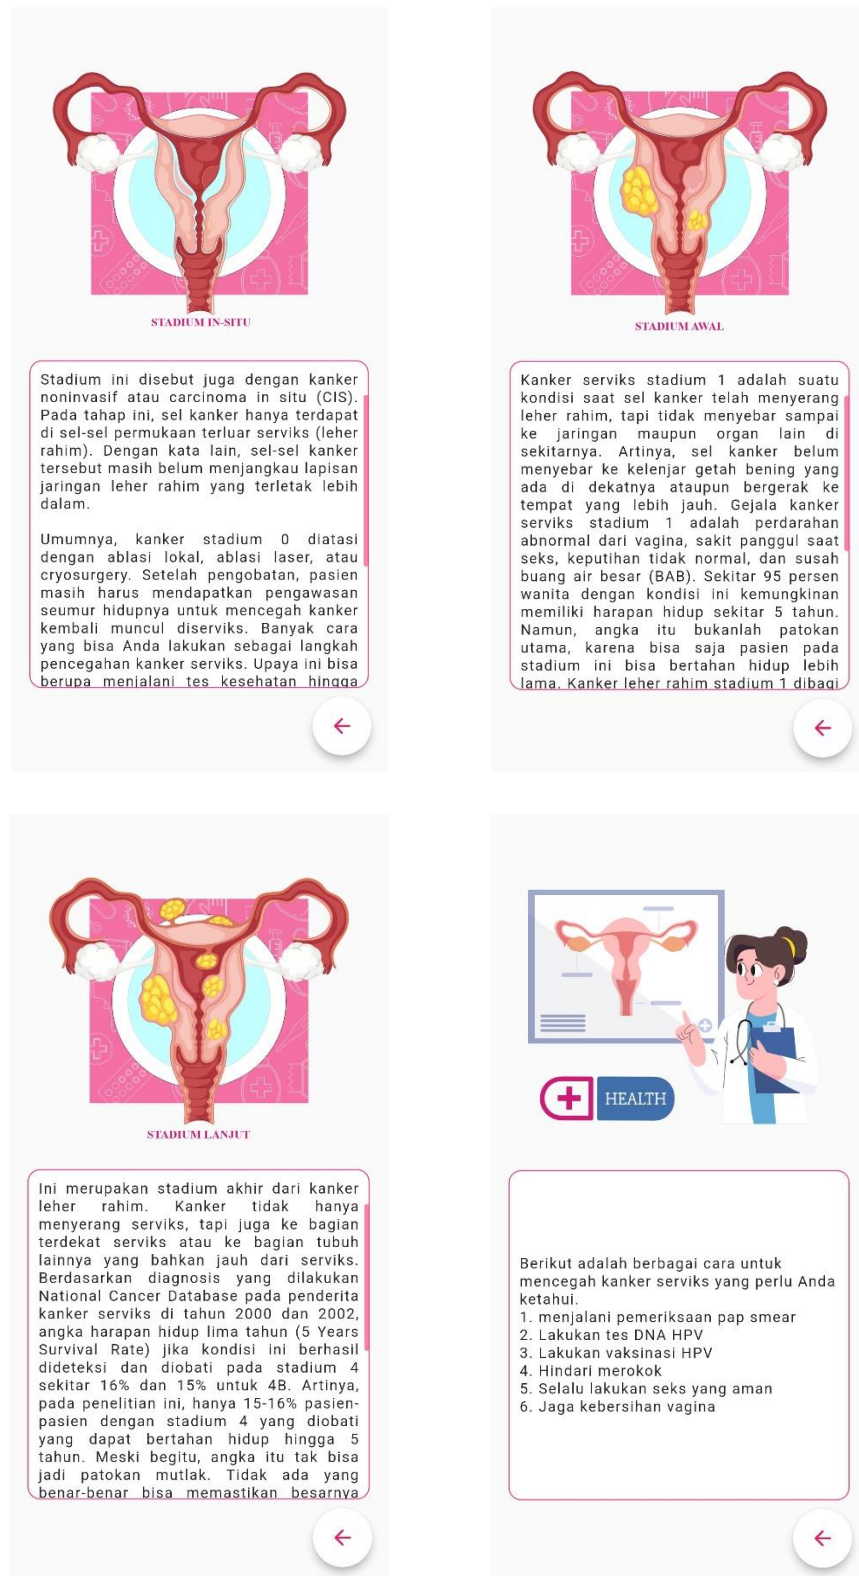 STADIUM IN-SITU
Stadium ini disebut juga dengan kanker
noninvasif atau carcinoma in situ (CIS).
Pada tahap ini, sel kanker hanya terdapat
di sel-sel permukaan terluar serviks (leher
rahim). Dengan kata lain, sel-sel kanker
tersebut masih belum menjangkau lapisan
jaringan leher rahim yang terletak lebih
dalam.
Umumnya, kanker stadium 0 diatasi
dengan ablasi lokal, ablasi laser, atau
cryosurgery. Setelah pengobatan, pasien
masih harus mendapatkan pengawasan
seumur hidupnya untuk mencegah kanker
kembali muncul diserviks. Banyak cara
yang bisa Anda lakukan sebagai langkah
pencegahan kanker serviks. Upaya ini bisa
berupa menjalani tes kesehatan hingga
STADIUM AWAL
Kanker serviks stadium 1 adalah suatu
kondisi saat sel kanker telah menyerang
leher rahim, tapi tidak menyebar sampai
ke jaringan maupun organ lain di
sekitarnya. Artinya, sel kanker belum
menyebar ke kelenjar getah bening yang
ada di dekatnya ataupun bergerak ke
tempat yang lebih jauh. Gejala kanker
serviks stadium 1 adalah perdarahan
abnormal dari vagina, sakit panggul saat
seks, keputihan tidak normal, dan susah
buang air besar (BAB). Sekitar 95 persen
wanita dengan kondisi ini kemungkinan
memiliki harapan hidup sekitar 5 tahun.
Namun, angka itu bukanlah patokan
utama, karena bisa saja pasien pada
stadium ini bisa bertahan hidup lebih
lama. Kanker leher rahim stadium 1 dibagi
STADIUM LANJUT
Ini merupakan stadium akhir dari kanker
leher rahim. Kanker tidak hanya
menyerang serviks, tapi juga ke bagian
terdekat serviks atau ke bagian tubuh
lainnya yang bahkan jauh dari serviks.
Berdasarkan diagnosis yang dilakukan
National Cancer Database pada penderita
kanker serviks di tahun 2000 dan 2002,
angka harapan hidup lima tahun (5 Years
Survival Rate) jika kondisi ini berhasil
dideteksi dan diobati pada stadium 4
sekitar 16% dan 15% untuk 4B. Artinya,
pada penelitian ini, hanya 15-16% pasien-
pasien dengan stadium 4 yang diobati
yang dapat bertahan hidup hingga 5
tahun. Meski begitu, angka itu tak bisa
jadi patokan mutlak. Tidak ada yang
benar-benar bisa memastikan besarnya
HEALTH
Berikut adalah berbagai cara untuk
mencegah kanker serviks yang perlu Anda
ketahui.
1. menjalani pemeriksaan pap smear
2. Lakukan tes DNA HPV
3. Lakukan vaksinasi HPV
4. Hindari merokok
5. Selalu lakukan seks yang aman
6. Jaga kebersihan vagina